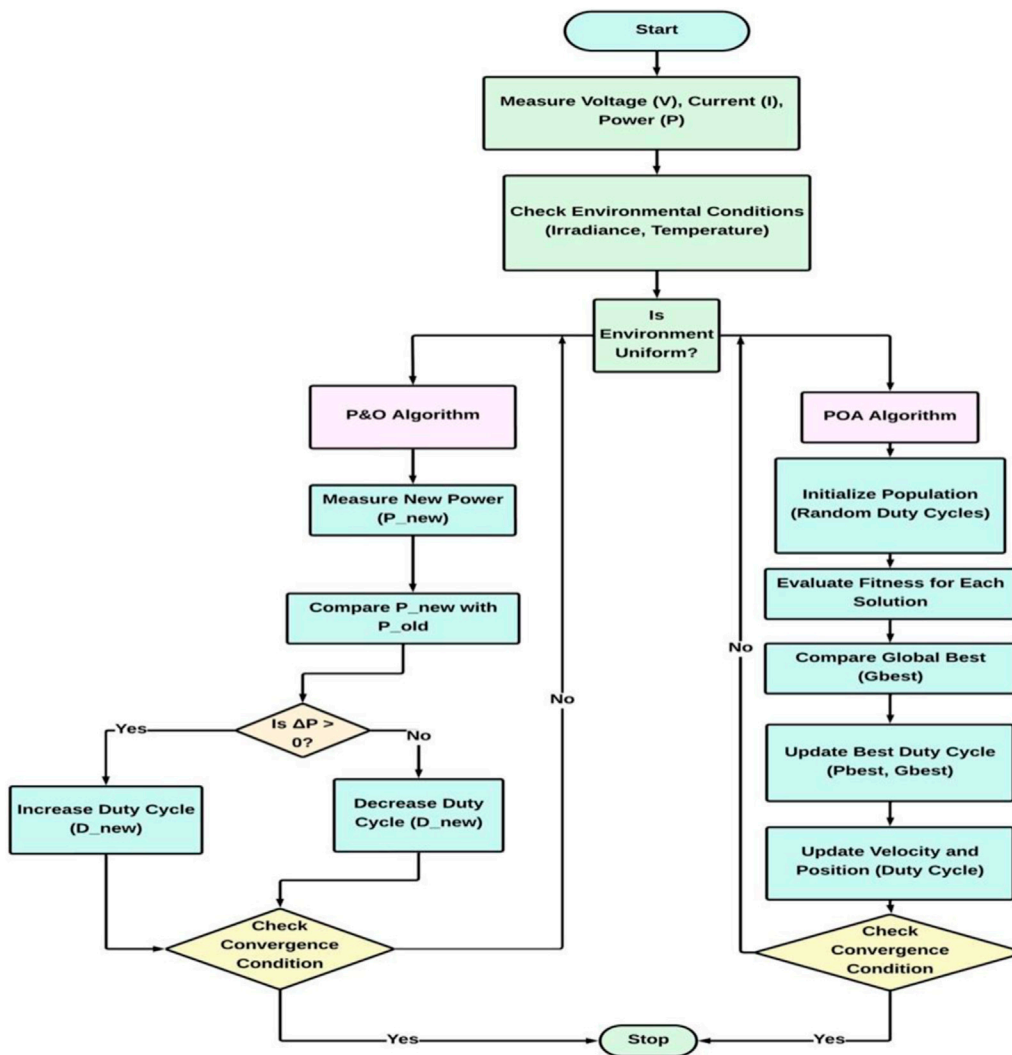 Start
Measure Voltage (V), Current (I),
Power (P)
Check Environmental Conditions
(Irradiance, Temperature)
Is
Environment
Uniform?
P&O Algorithm
POA Algorithm
Measure New Power
(P_new)
Initialize Population
(Random Duty Cycles)
Compare P_new with
P_old
Evaluate Fitness for Each
Solution
No
Compare Global Best
(Gbest)
No
Yes
Is ΔP >
0?
No
Update Best Duty Cycle
(Pbest, Gbest)
Increase Duty Cycle
(D_new)
Decrease Duty
Cycle (D_new)
Update Velocity and
Position (Duty Cycle)
Check
Convergence
Condition
Check
Convergence
Condition
Yes
Stop
Yes